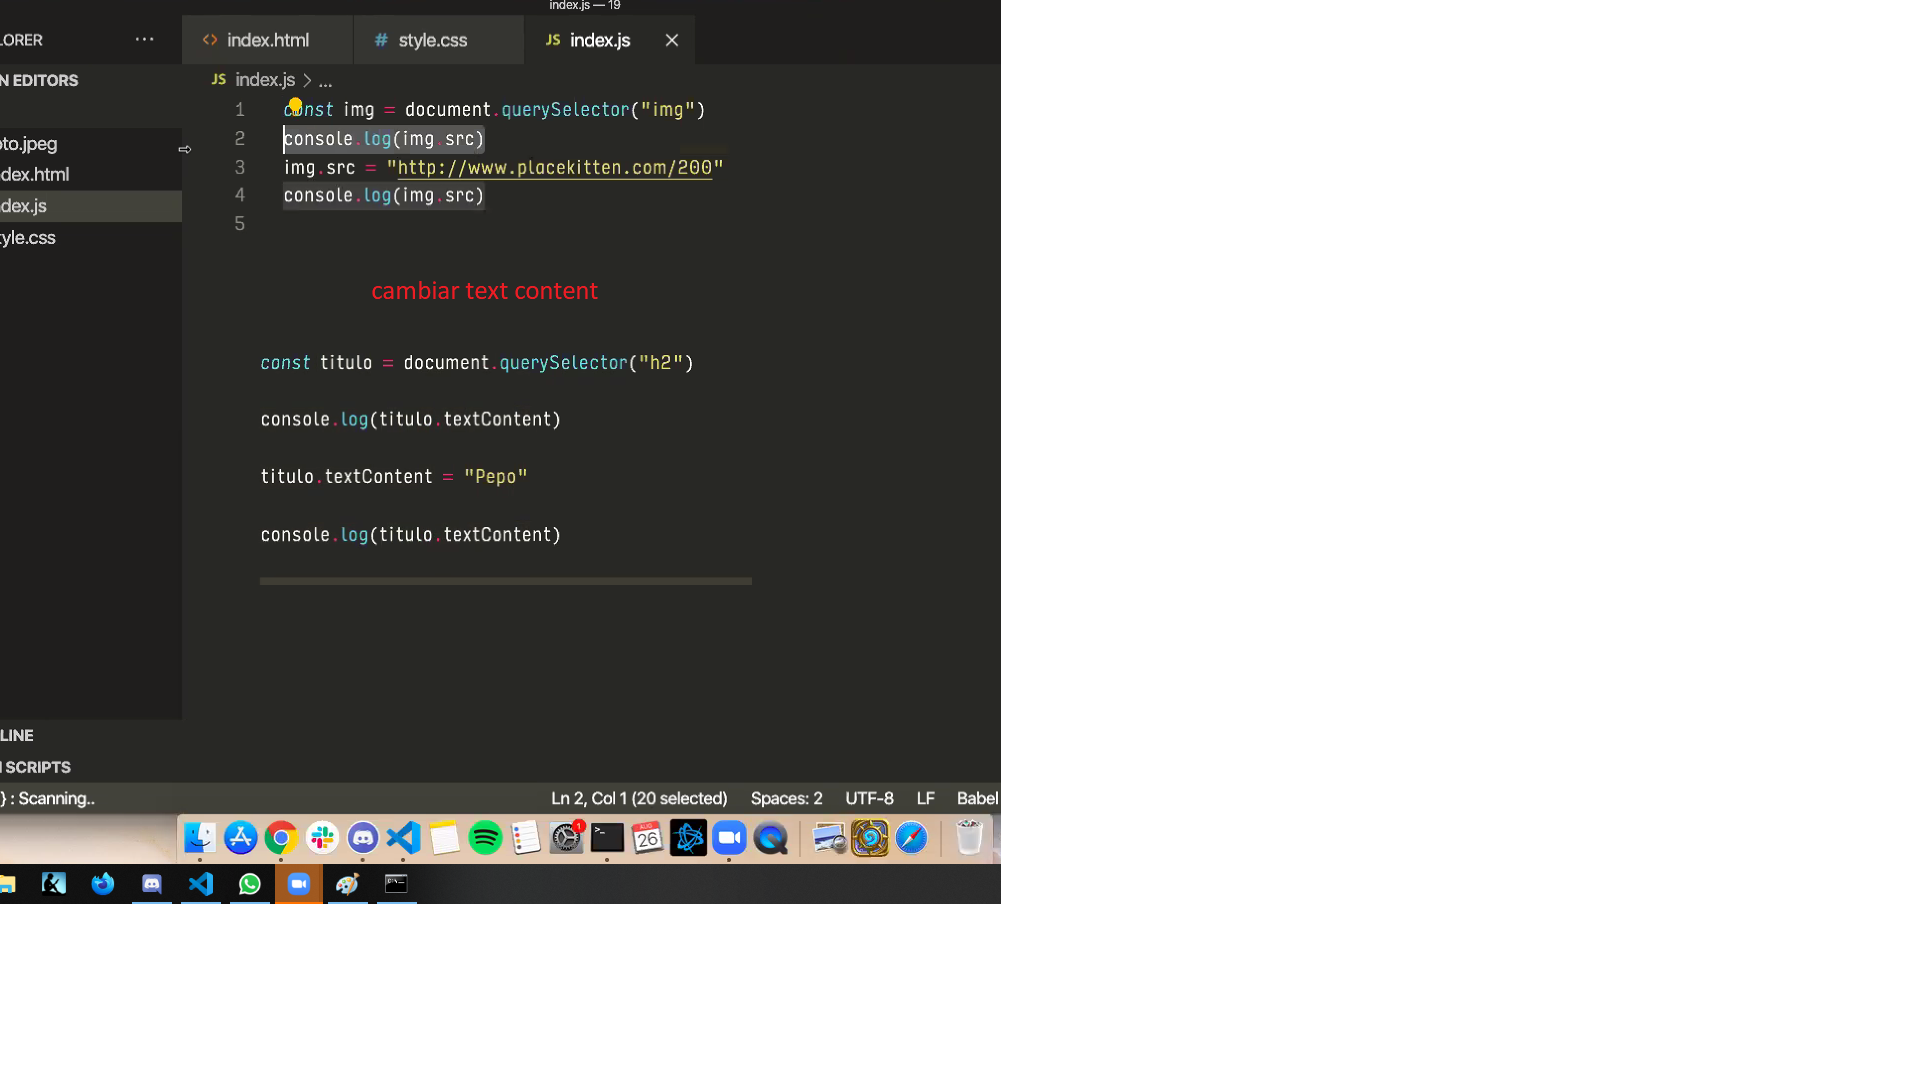 index.js — 19
LORER ···
index.html
# style.css
JS index.js
N EDITORS
JS index.js > ...
1 const img = document.querySelector("img")
2 console.log(img.src)
3 img.src = "http://www.placekitten.com/200"
4 console.log(img.src)
5
oto.jpeg
ndex.html
dex.js
tyle.css
cambiar text content
const titulo = document.querySelector("h2")
console.log(titulo.textContent)
titulo.textContent = "Pepo"
console.log(titulo.textContent)
LINE
SCRIPTS
} : Scanning..
Ln 2, Col 1 (20 selected)
Spaces: 2
UTF-8
LF
Babel
1
AUG
26